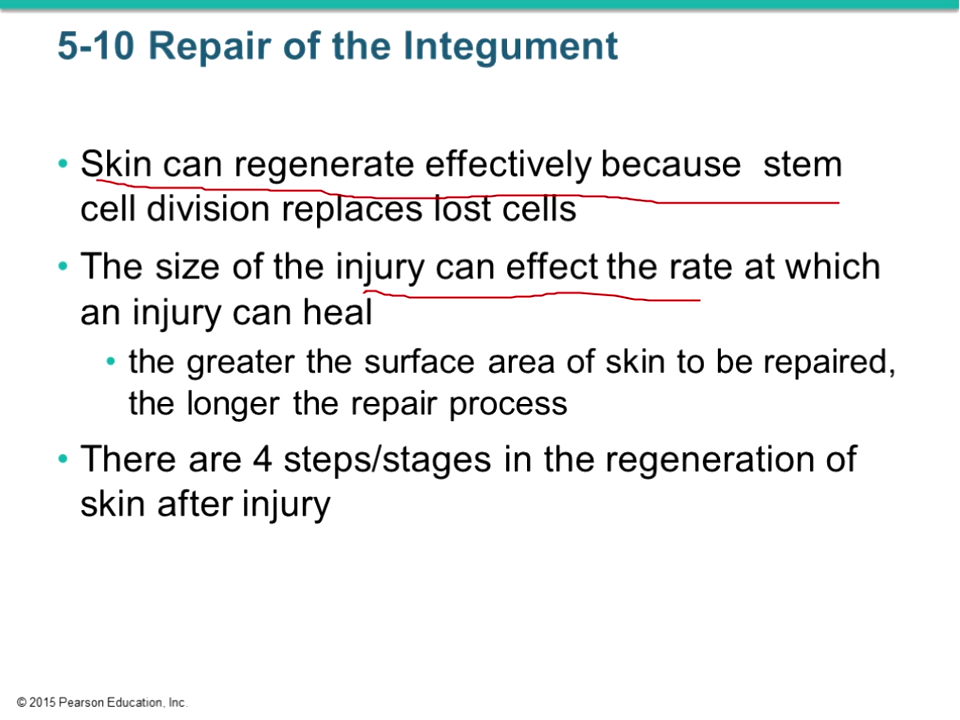 5-10 Repair of the Integument
• Skin can regenerate effectively because stem
cell division replaces lost cells
• The size of the injury can effect the rate at which
an injury can heal
• the greater the surface area of skin to be repaired,
the longer the repair process
• There are 4 steps/stages in the regeneration of
skin after injury
© 2015 Pearson Education, Inc.